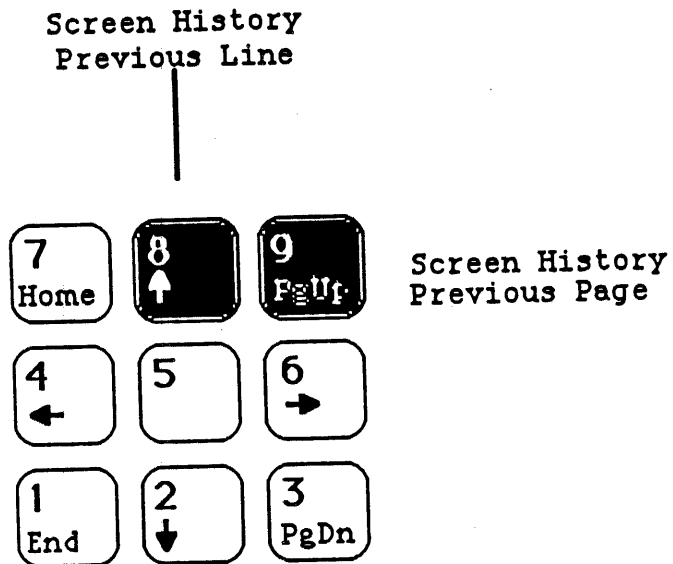 Screen History
Previous Line
7 8 9
Home ↑ PgUp
Screen History
Previous Page
4 5 6
← →
1 2 3
End ↓ PgDn